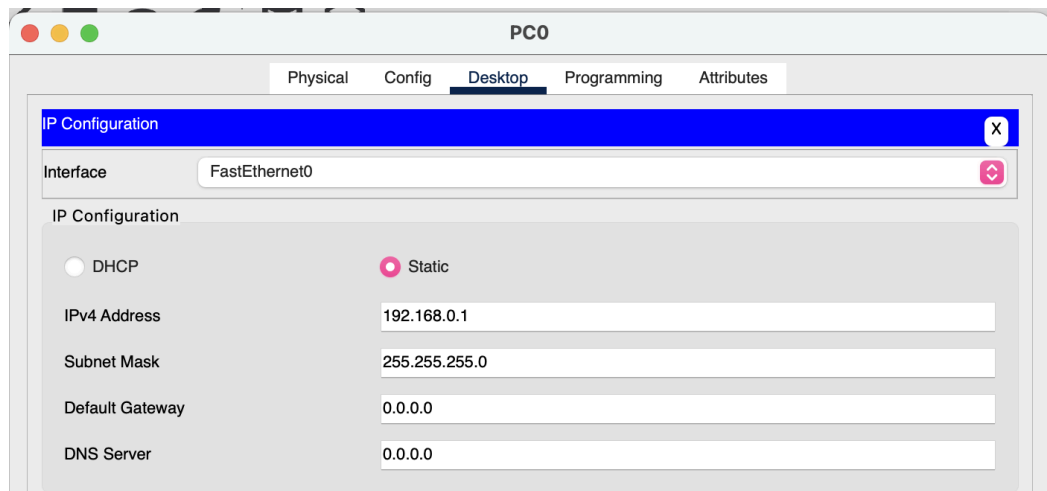 PC0
Physical Config Desktop Programming Attributes
IP Configuration X
Interface FastEthernet0
IP Configuration
DHCP Static
IPv4 Address 192.168.0.1
Subnet Mask 255.255.255.0
Default Gateway 0.0.0.0
DNS Server 0.0.0.0